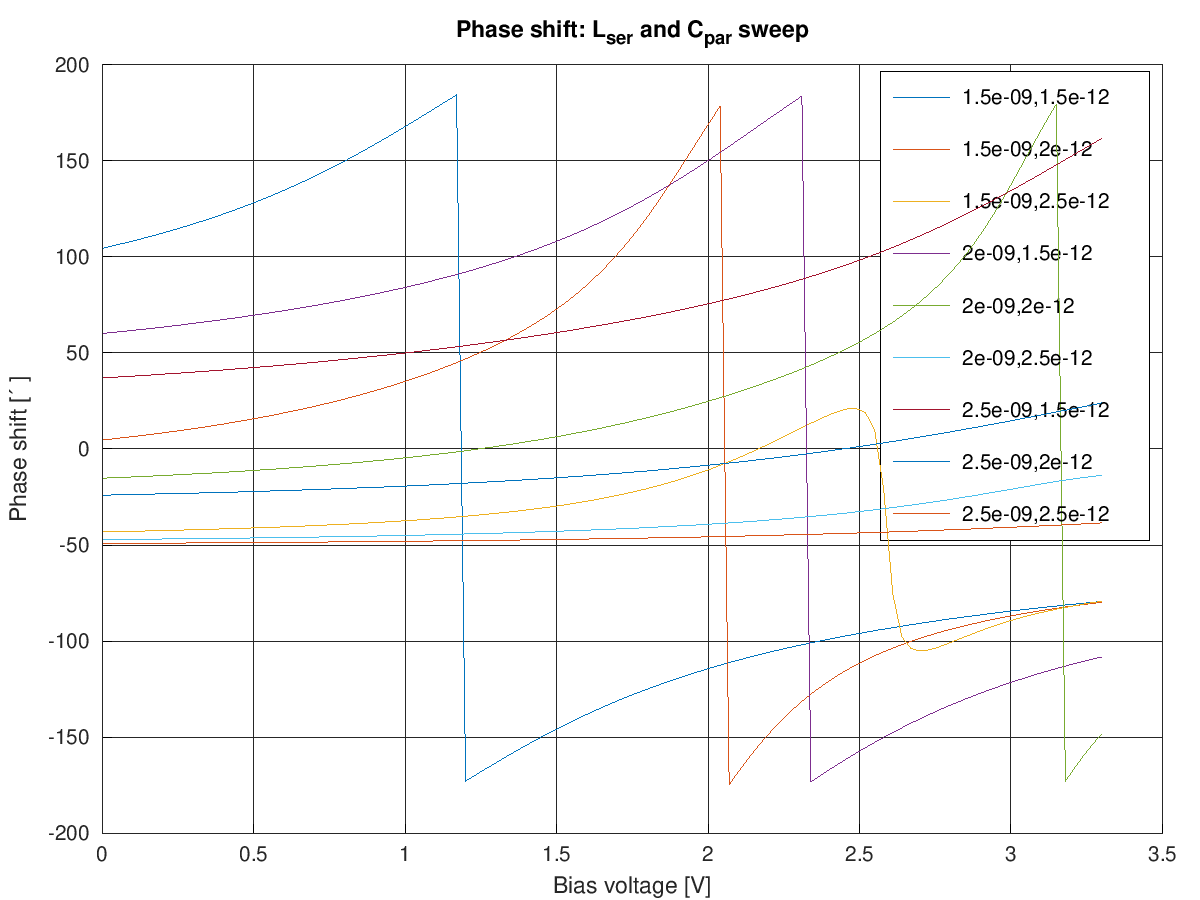 Phase shift: Lser and Cpar sweep
200
150
100
50
0
-50
-100
-150
-200
Phase shift [´ ]
1.5e-09,1.5e-12
1.5e-09,2e-12
1.5e-09,2.5e-12
2e-09,1.5e-12
2e-09,2e-12
2e-09,2.5e-12
2.5e-09,1.5e-12
2.5e-09,2e-12
2.5e-09,2.5e-12
0 0.5 1 1.5 2 2.5 3 3.5
Bias voltage [V]